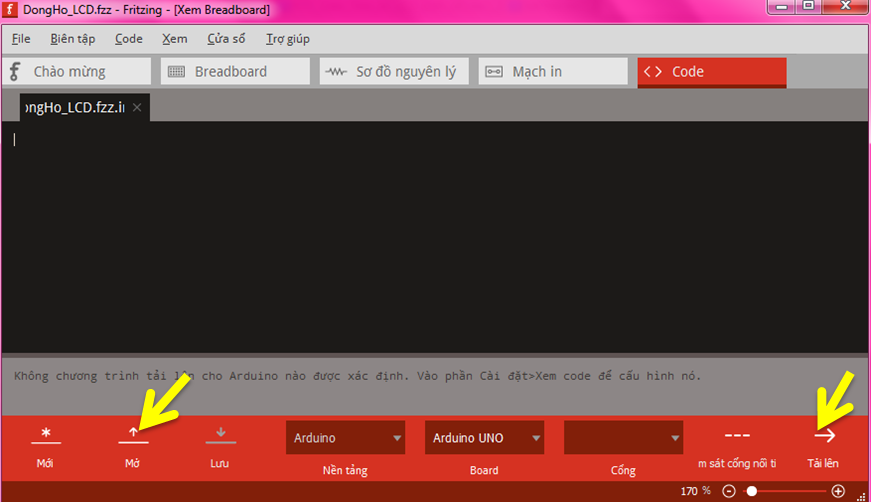 DongHo_LCD.fzz - Fritzing - [Xem Breadboard]
File Biên tập Code Xem Cửa sổ Trợ giúp
Chào mừng Breadboard Sơ đồ nguyên lý Mạch in Code
ongHo_LCD.fzz.i
Không chương trình tải lên cho Arduino nào được xác định. Vào phần Cài đặt>Xem code để cấu hình nó.
Arduino Arduino UNO
Mới Mở Lưu Nền tảng Board Cổng m sát cổng nối ti Tải lên
170 %